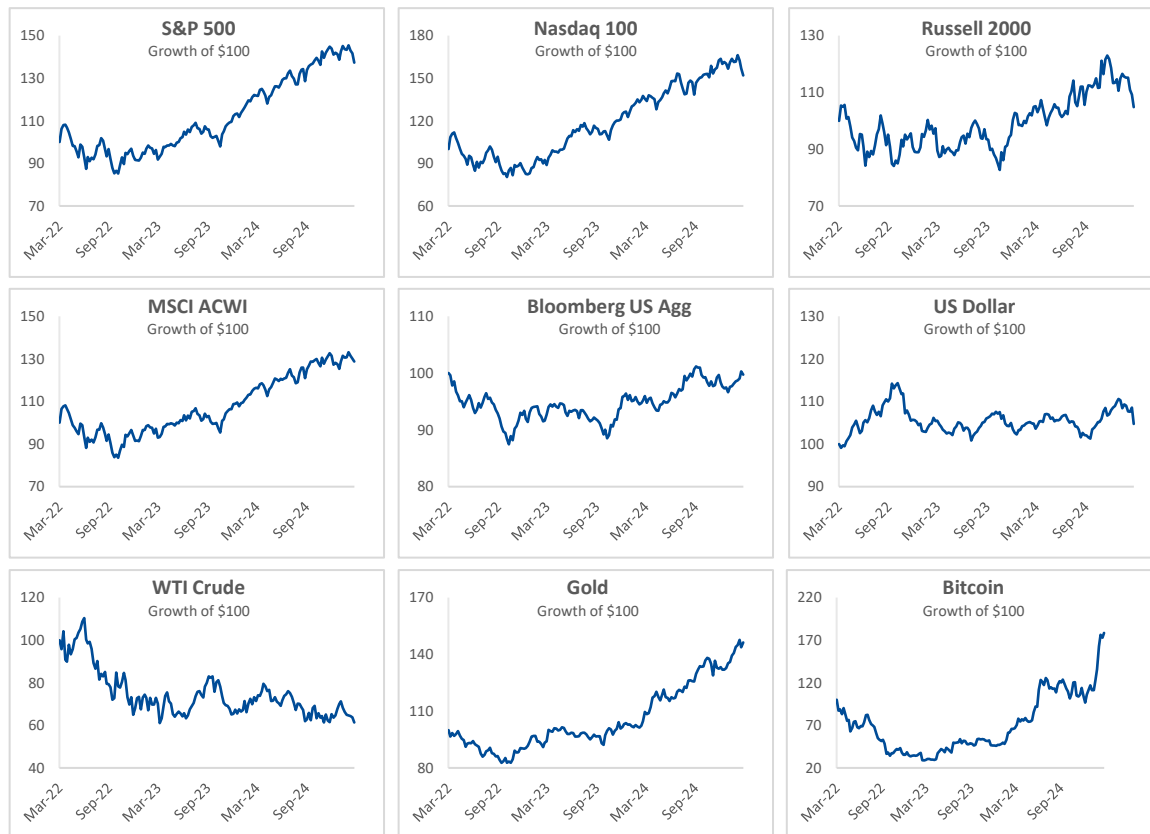 S&P 500
Growth of $100
150
130
110
90
70
Mar-22
Sep-22
Mar-23
Sep-23
Mar-24
Sep-24
Nasdaq 100
Growth of $100
180
150
120
90
60
Mar-22
Sep-22
Mar-23
Sep-23
Mar-24
Sep-24
Russell 2000
Growth of $100
130
120
110
100
90
80
70
Mar-22
Sep-22
Mar-23
Sep-23
Mar-24
Sep-24
MSCI ACWI
Growth of $100
150
130
110
90
70
Mar-22
Sep-22
Mar-23
Sep-23
Mar-24
Sep-24
Bloomberg US Agg
Growth of $100
110
100
90
80
Mar-22
Sep-22
Mar-23
Sep-23
Mar-24
Sep-24
US Dollar
Growth of $100
130
120
110
100
90
Mar-22
Sep-22
Mar-23
Sep-23
Mar-24
Sep-24
WTI Crude
Growth of $100
120
100
80
60
40
Mar-22
Sep-22
Mar-23
Sep-23
Mar-24
Sep-24
Gold
Growth of $100
170
140
110
80
Mar-22
Sep-22
Mar-23
Sep-23
Mar-24
Sep-24
Bitcoin
Growth of $100
220
170
120
70
20
Mar-22
Sep-22
Mar-23
Sep-23
Mar-24
Sep-24